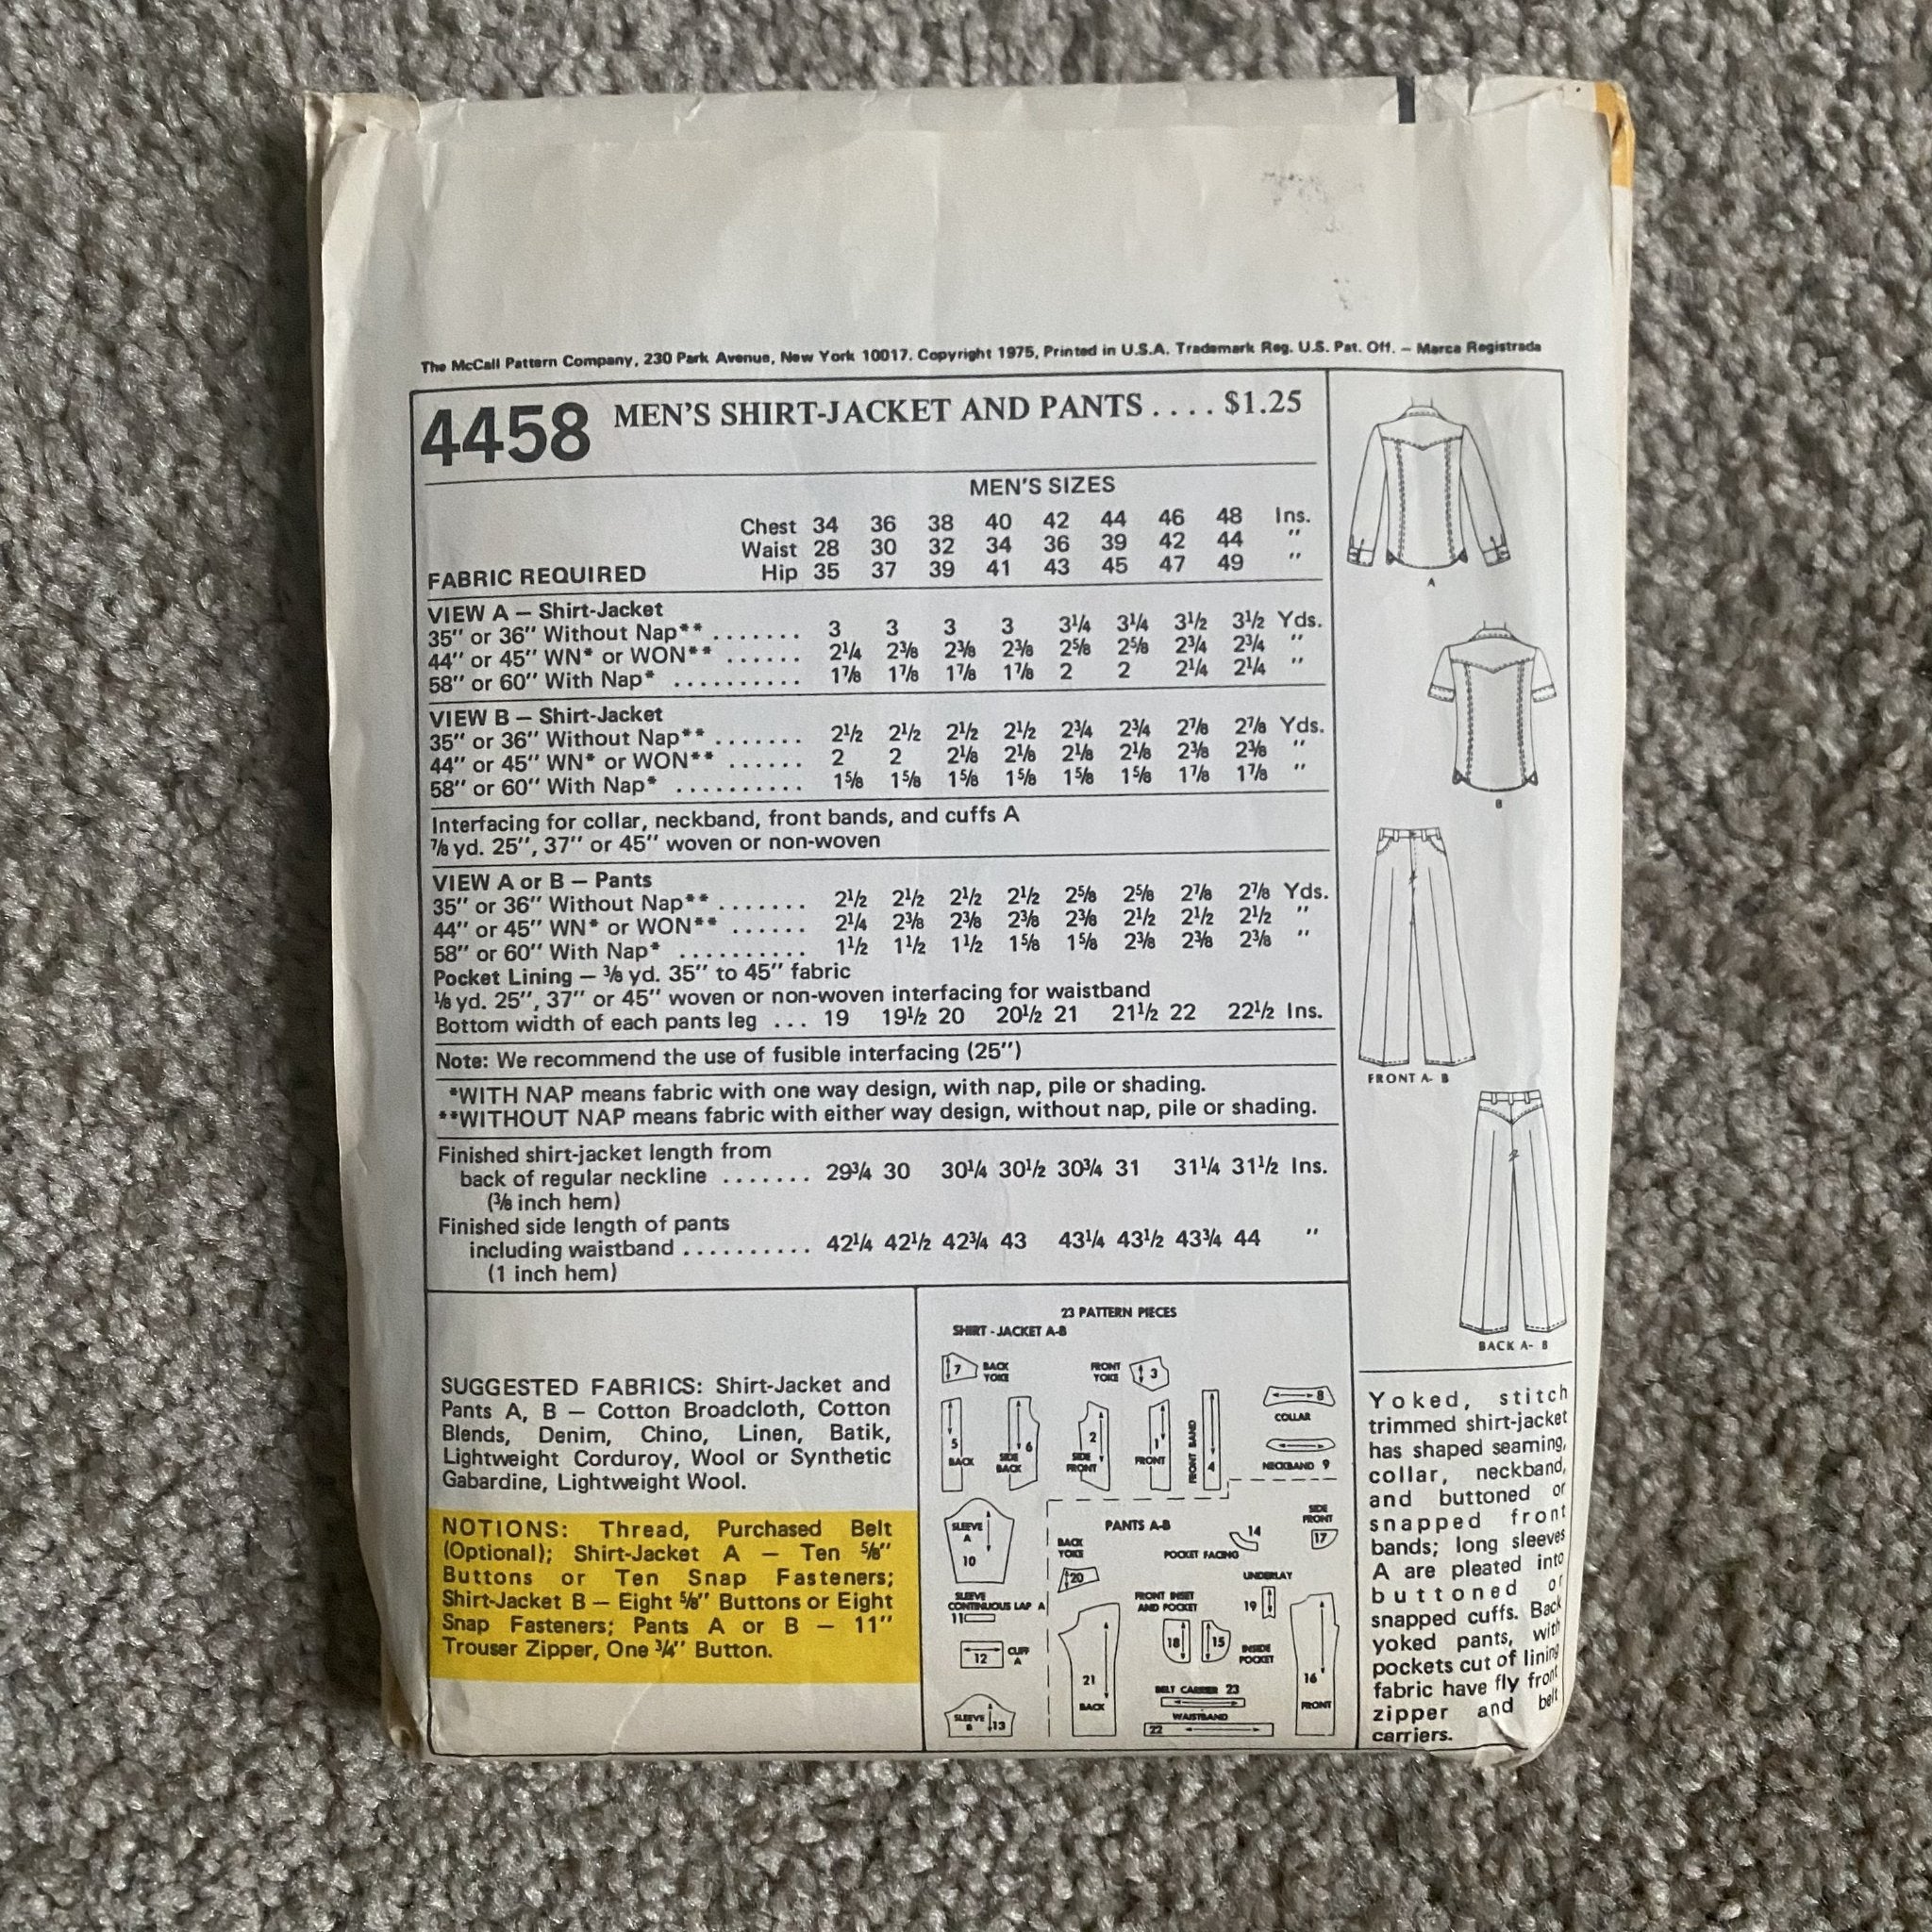 The McCall Pattern Company, 230 Park Avenue, New York 10017. Copyright 1975, Printed in U.S.A. Trademark Reg. U.S. Pat. Off. — Marca Registrada
4458 MEN'S SHIRT-JACKET AND PANTS .... $1.25
MEN'S SIZES
Chest 34 36 38 40 42 44 46 48 Ins.
Waist 28 30 32 34 36 39 42 44 "
FABRIC REQUIRED Hip 35 37 39 41 43 45 47 49 "
VIEW A — Shirt-Jacket
35" or 36" Without Nap** ....... 3 3 3 3 3¼ 3¼ 3½ 3½ Yds.
44" or 45" WN* or WON** ...... 2¼ 2⅜ 2⅜ 2⅜ 2⅝ 2⅝ 2¾ 2¾ "
58" or 60" With Nap* .......... 1⅞ 1⅞ 1⅞ 1⅞ 2 2 2¼ 2¼ "
VIEW B — Shirt-Jacket
35" or 36" Without Nap** ....... 2½ 2½ 2½ 2½ 2¾ 2¾ 2⅞ 2⅞ Yds.
44" or 45" WN* or WON** ...... 2 2 2⅛ 2⅛ 2⅛ 2⅛ 2⅜ 2⅜ "
58" or 60" With Nap* .......... 1⅝ 1⅝ 1⅝ 1⅝ 1⅝ 1⅝ 1⅞ 1⅞ "
Interfacing for collar, neckband, front bands, and cuffs A
⅞ yd. 25", 37" or 45" woven or non-woven
VIEW A or B — Pants
35" or 36" Without Nap** ....... 2½ 2½ 2½ 2½ 2⅝ 2⅝ 2⅞ 2⅞ Yds.
44" or 45" WN* or WON** ...... 2¼ 2⅜ 2⅜ 2⅜ 2⅜ 2½ 2½ 2½ "
58" or 60" With Nap* .......... 1½ 1½ 1½ 1⅝ 1⅝ 2⅜ 2⅜ 2⅜ "
Pocket Lining — ⅜ yd. 35" to 45" fabric
⅛ yd. 25", 37" or 45" woven or non-woven interfacing for waistband
Bottom width of each pants leg ... 19 19½ 20 20½ 21 21½ 22 22½ Ins.
Note: We recommend the use of fusible interfacing (25")
*WITH NAP means fabric with one way design, with nap, pile or shading.
**WITHOUT NAP means fabric with either way design, without nap, pile or shading.
Finished shirt-jacket length from
back of regular neckline ....... 29¾ 30 30¼ 30½ 30¾ 31 31¼ 31½ Ins.
(⅜ inch hem)
Finished side length of pants
including waistband .......... 42¼ 42½ 42¾ 43 43¼ 43½ 43¾ 44 "
(1 inch hem)
SUGGESTED FABRICS: Shirt-Jacket and
Pants A, B — Cotton Broadcloth, Cotton
Blends, Denim, Chino, Linen, Batik,
Lightweight Corduroy, Wool or Synthetic
Gabardine, Lightweight Wool.
NOTIONS: Thread, Purchased Belt
(Optional); Shirt-Jacket A — Ten ⅝"
Buttons or Ten Snap Fasteners;
Shirt-Jacket B — Eight ⅝" Buttons or Eight
Snap Fasteners; Pants A or B — 11"
Trouser Zipper, One ¾" Button.
23 PATTERN PIECES
SHIRT - JACKET A-B
7 BACK
YOKE
FRONT
YOKE 3
5
BACK
6
SIDE
BACK
2
SIDE
FRONT
1
FRONT
FRONT BAND
4
8
COLLAR
NECKBAND 9
SLEEVE
A
10
SLEEVE
CONTINUOUS LAP A
11
12 CUFF
A
SLEEVE
B 13
PANTS A-B
BACK
YOKE
20
14
POCKET FACING
SIDE
FRONT
17
UNDERLAY
19
FRONT INSET
AND POCKET
18 15
INSIDE
POCKET
21
BACK
16
FRONT
BELT CARRIER 23
WAISTBAND
22
A
B
FRONT A- B
BACK A- B
Yoked, stitch
trimmed shirt-jacket
has shaped seaming,
collar, neckband,
and buttoned or
snapped front
bands; long sleeves
A are pleated into
buttoned or
snapped cuffs. Back
yoked pants, with
pockets cut of lining
fabric have fly front
zipper and belt
carriers.